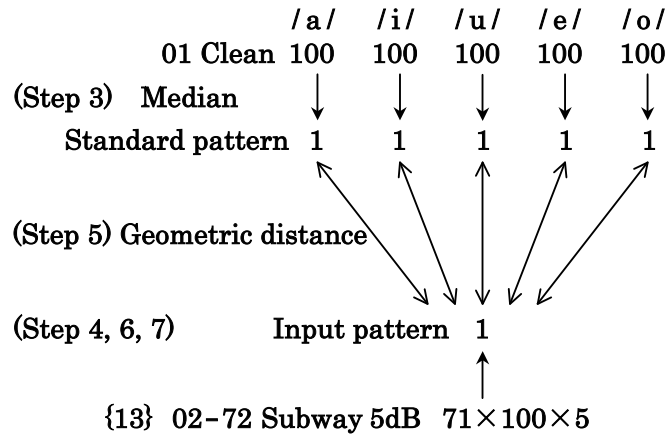 /a/ /i/ /u/ /e/ /o/
01 Clean 100 100 100 100 100
(Step 3) Median
Standard pattern 1 1 1 1 1
(Step 5) Geometric distance
(Step 4, 6, 7) Input pattern 1
{13} 02-72 Subway 5dB 71×100×5